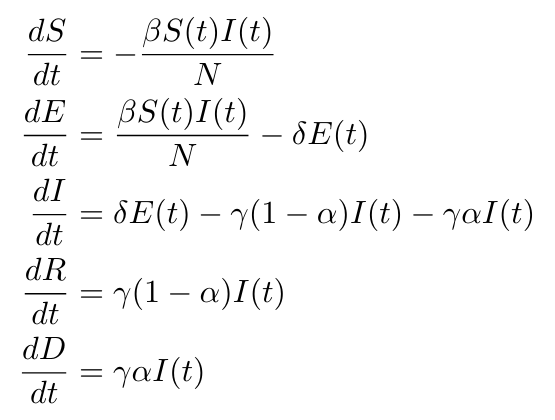 dS/dt = −βS(t)I(t)/N
dE/dt = βS(t)I(t)/N − δE(t)
dI/dt = δE(t) − γ(1 − α)I(t) − γαI(t)
dR/dt = γ(1 − α)I(t)
dD/dt = γαI(t)